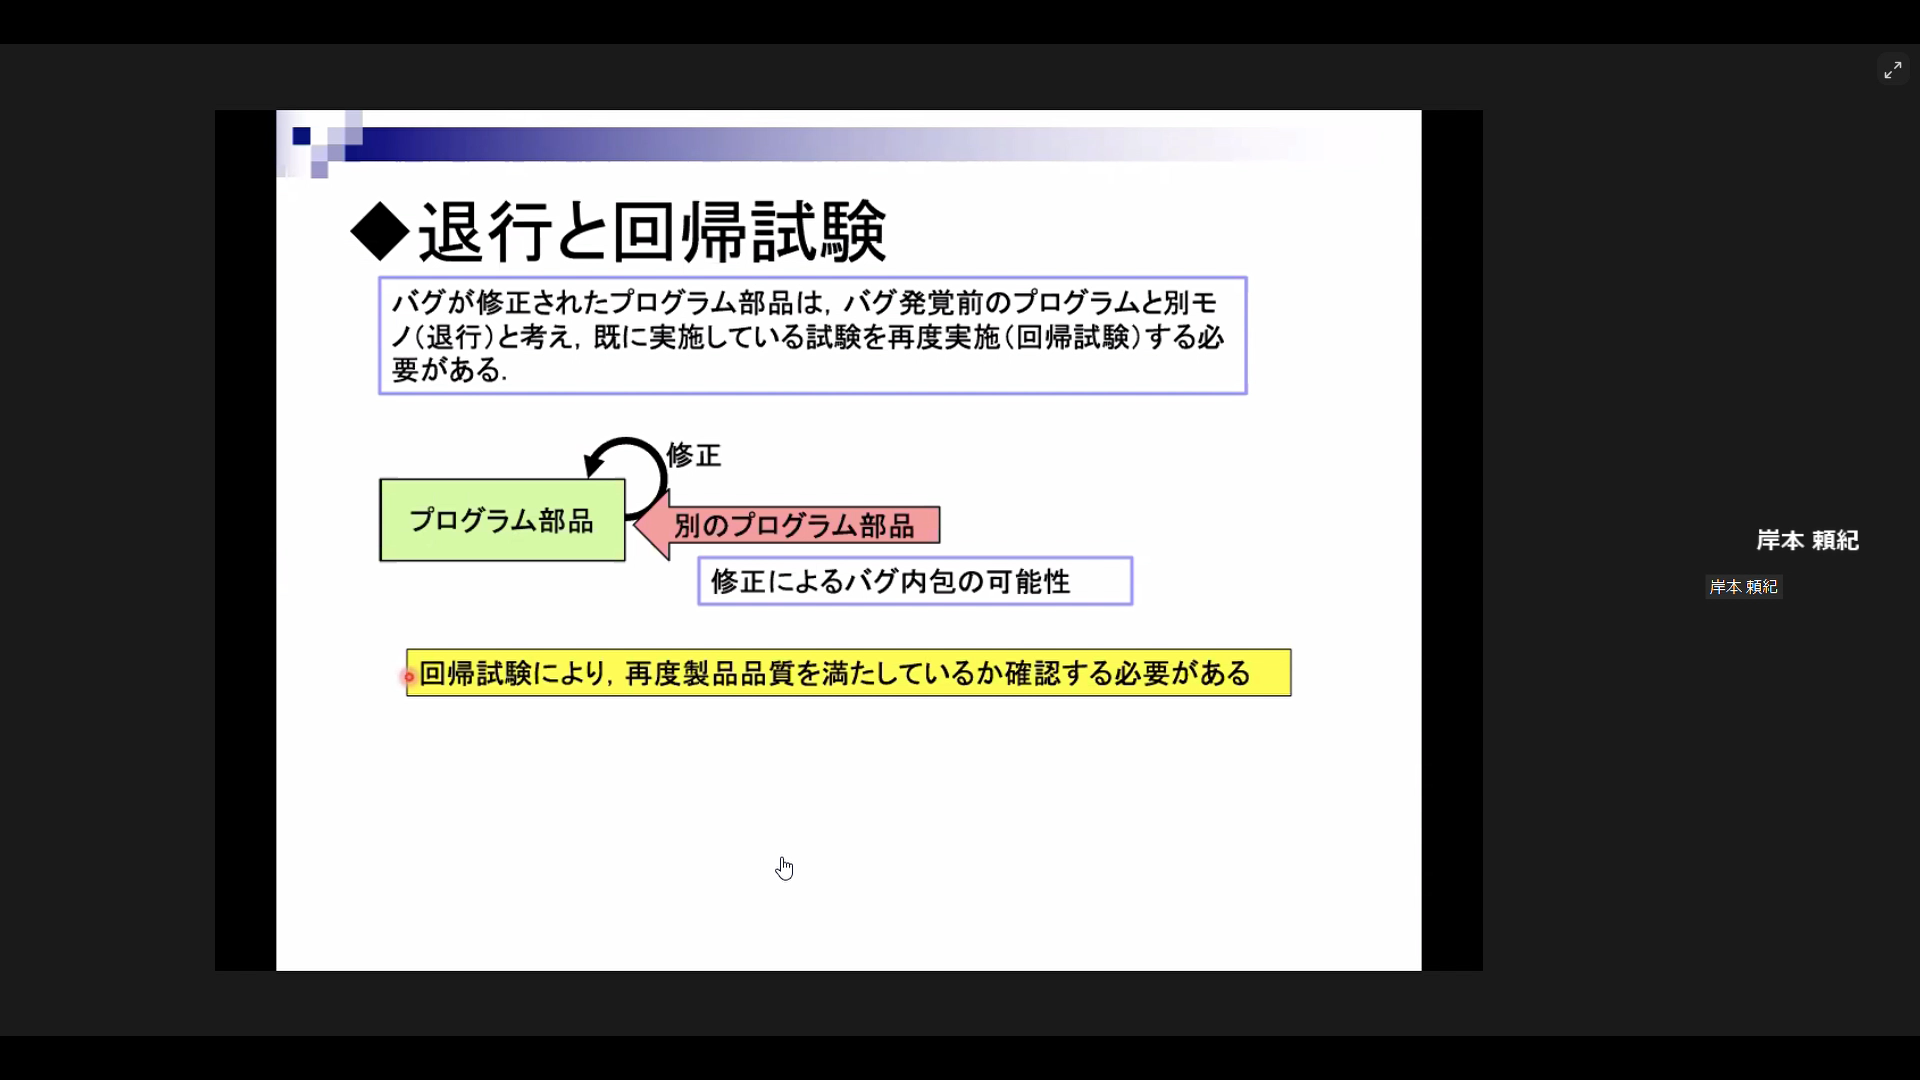 ◆退行と回帰試験
バグが修正されたプログラム部品は，バグ発覚前のプログラムと別モ
ノ（退行）と考え，既に実施している試験を再度実施（回帰試験）する必
要がある．
修正
プログラム部品
別のプログラム部品
修正によるバグ内包の可能性
回帰試験により，再度製品品質を満たしているか確認する必要がある
岸本 頼紀
岸本 頼紀